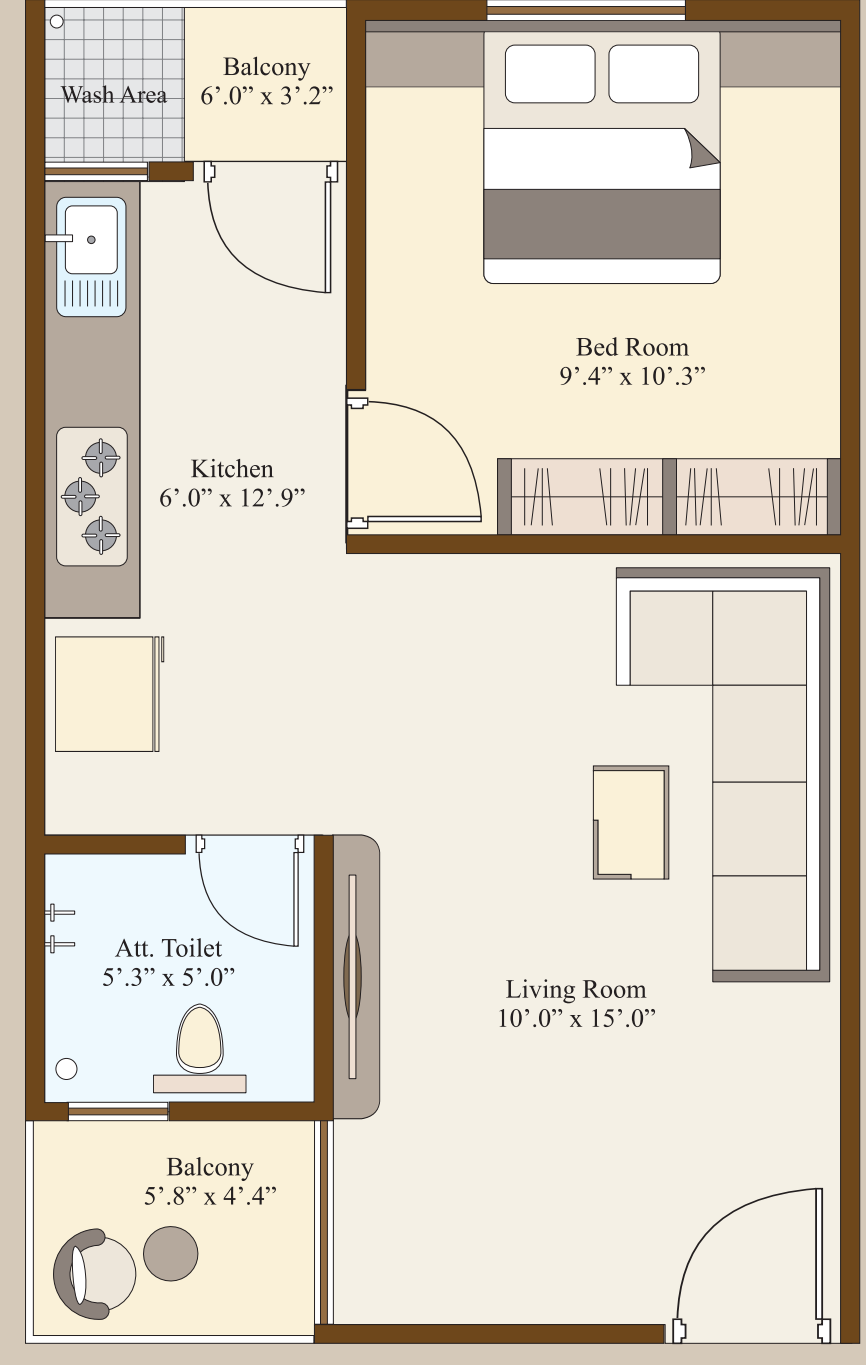 Balcony
6’.0” x 3’.2”
Wash Area
Bed Room
9’.4” x 10’.3”
Kitchen
6’.0” x 12’.9”
Att. Toilet
5’.3” x 5’.0”
Living Room
10’.0” x 15’.0”
Balcony
5’.8” x 4’.4”